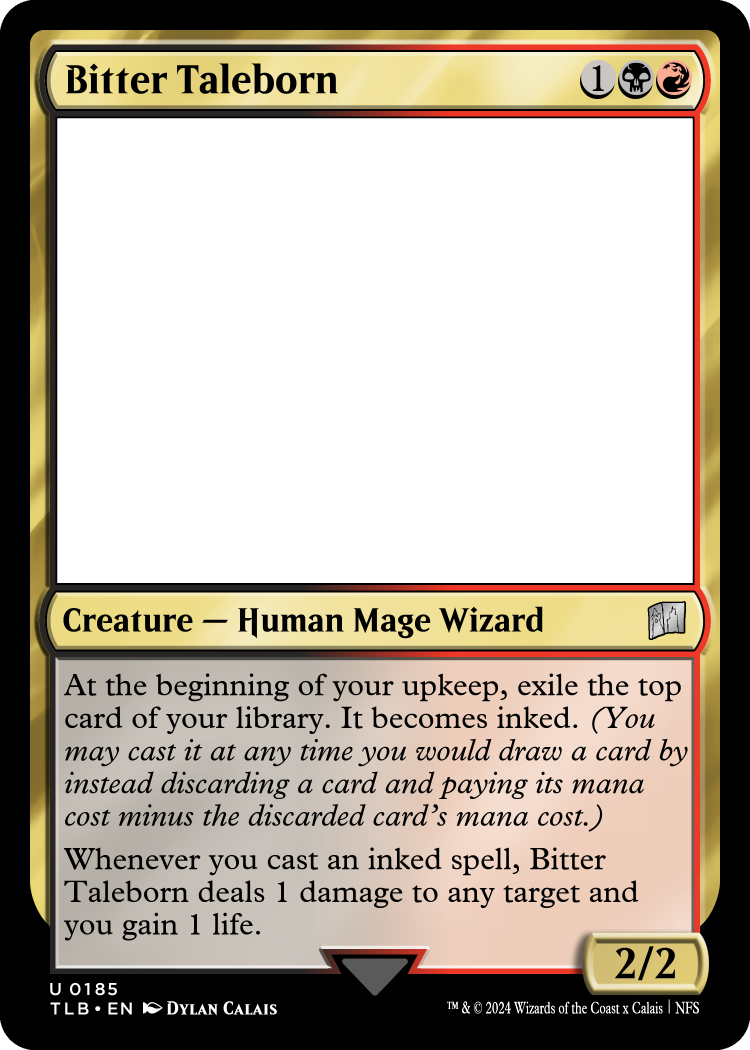 Bitter Taleborn 1
Creature — Human Mage Wizard
At the beginning of your upkeep, exile the top
card of your library. It becomes inked. (You
may cast it at any time you would draw a card by
instead discarding a card and paying its mana
cost minus the discarded card's mana cost.)
Whenever you cast an inked spell, Bitter
Taleborn deals 1 damage to any target and
you gain 1 life.
2/2
U 0185
TLB • EN Dylan Calais
™ & © 2024 Wizards of the Coast x Calais | NFS